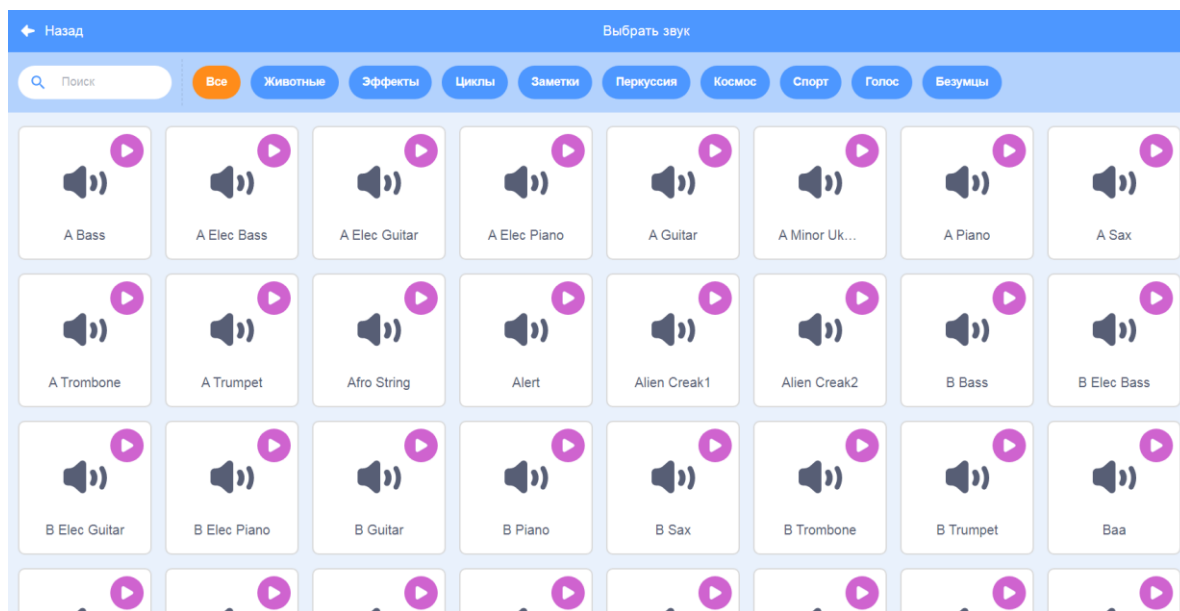 Назад
Выбрать звук
Поиск
Все Животные Эффекты Циклы Заметки Перкуссия Космос Спорт Голос Безумцы
A Bass A Elec Bass A Elec Guitar A Elec Piano A Guitar A Minor Uk... A Piano A Sax
A Trombone A Trumpet Afro String Alert Alien Creak1 Alien Creak2 B Bass B Elec Bass
B Elec Guitar B Elec Piano B Guitar B Piano B Sax B Trombone B Trumpet Baa